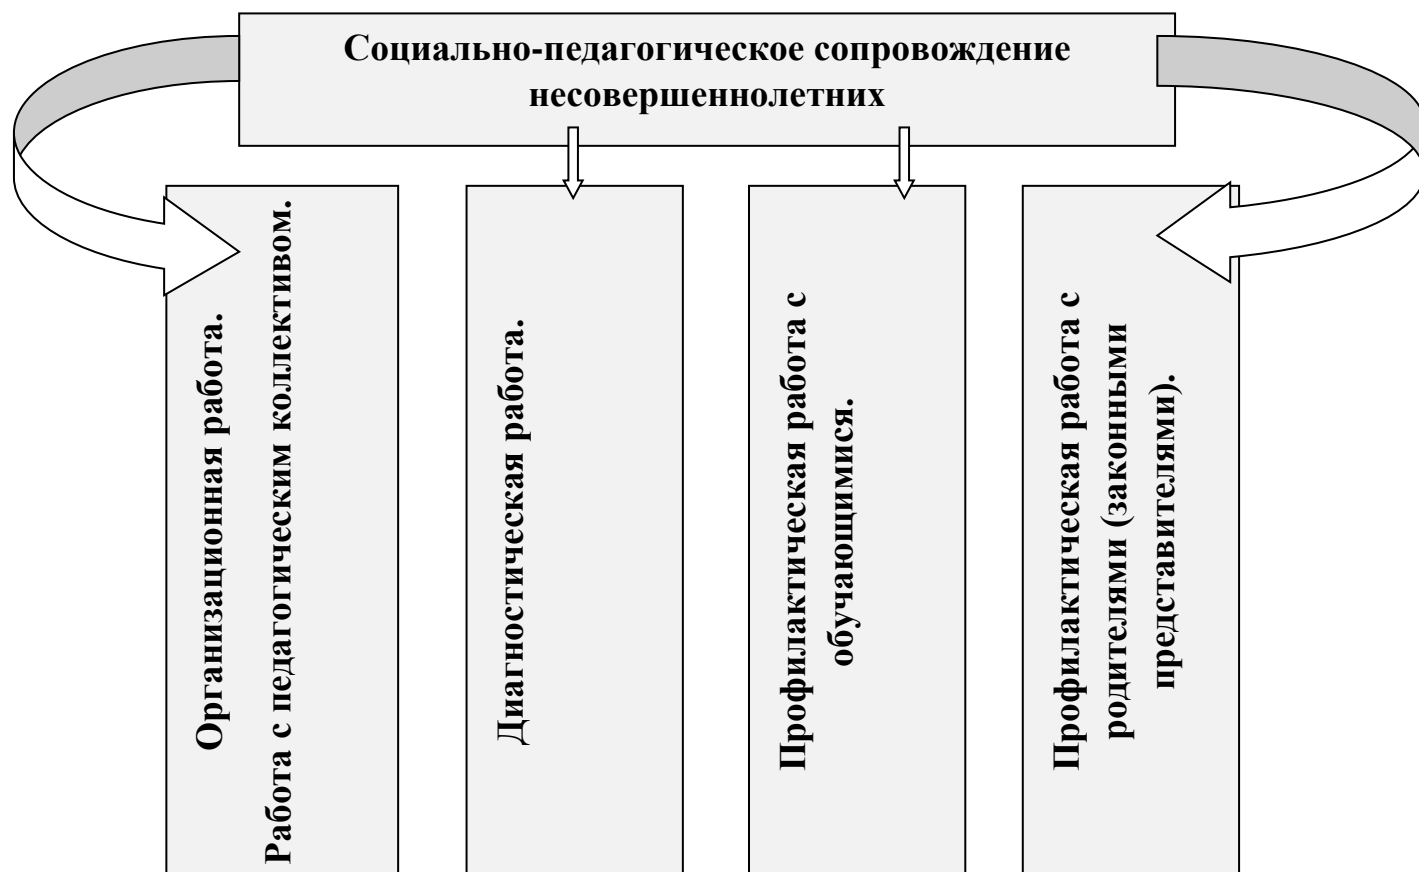 Социально-педагогическое сопровождение
несовершеннолетних
Организационная работа.
Работа с педагогическим коллективом.
Диагностическая работа.
Профилактическая работа с
обучающимися.
Профилактическая работа с
родителями (законными
представителями).